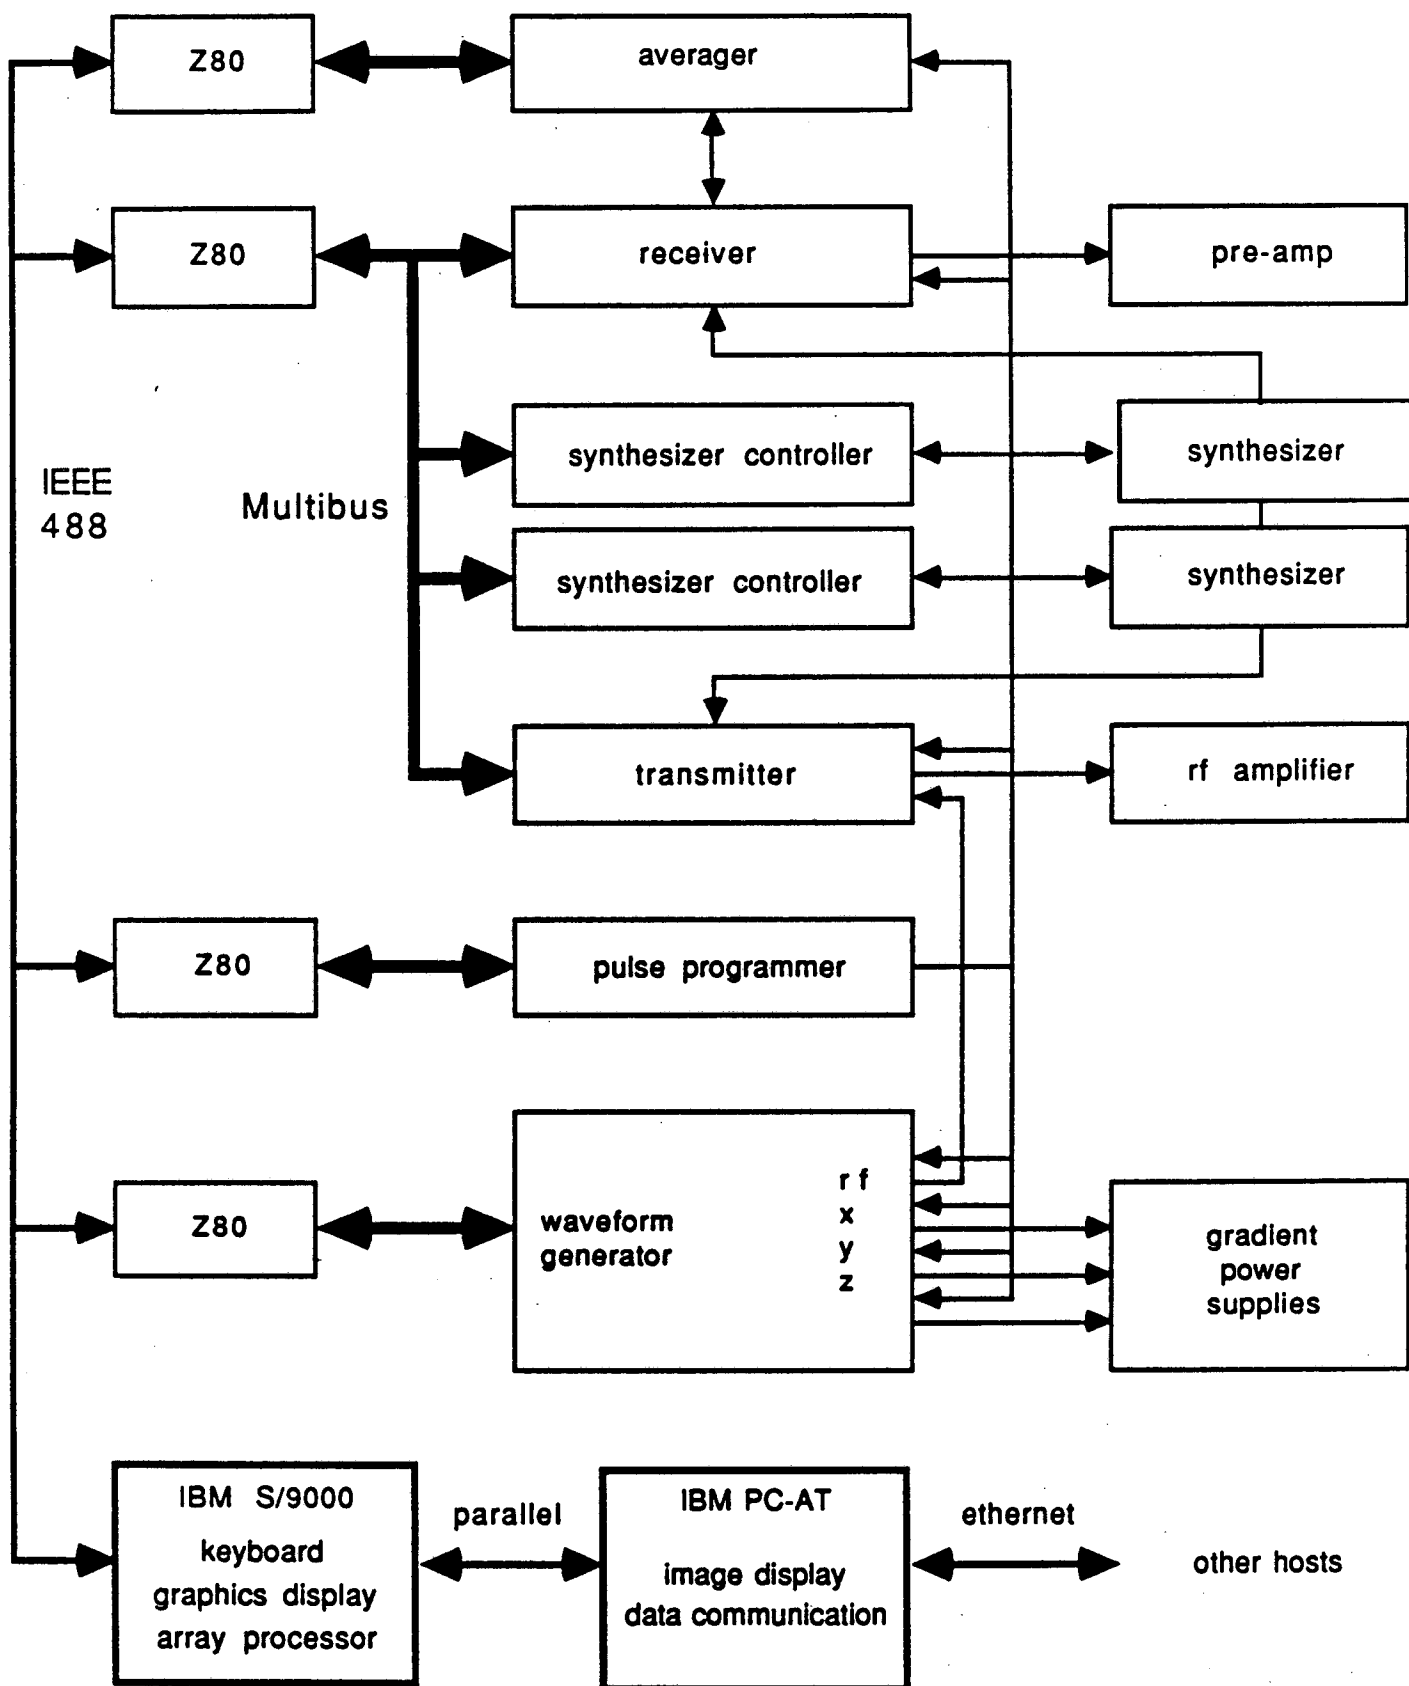 Z80
averager
Z80
receiver
pre-amp
IEEE
488
Multibus
synthesizer controller
synthesizer
synthesizer controller
synthesizer
transmitter
rf amplifier
Z80
pulse programmer
Z80
waveform
generator
rf
x
y
z
gradient
power
supplies
IBM S/9000
keyboard
graphics display
array processor
parallel
IBM PC-AT
image display
data communication
ethernet
other hosts